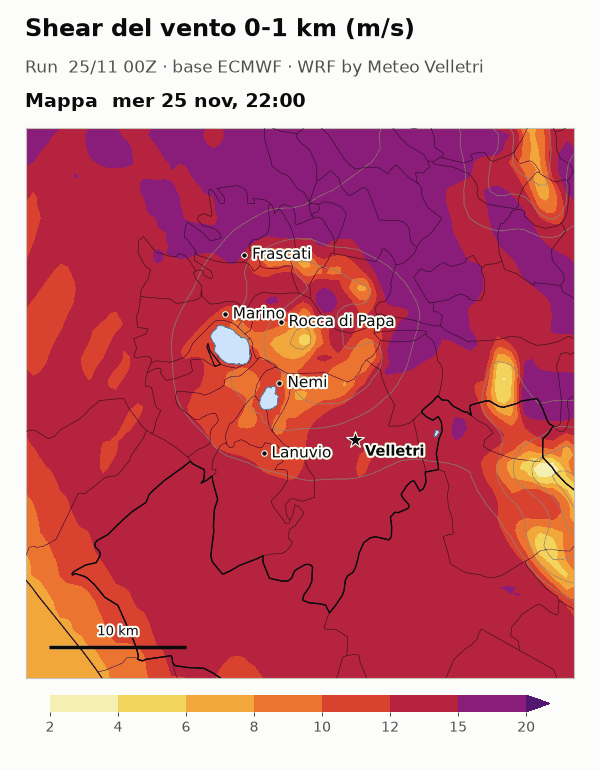 Shear del vento 0-1 km (m/s)
Run  25/11 00Z · base ECMWF · WRF by Meteo Velletri
Mappa  mer 25 nov, 22:00
Frascati
Marino
Rocca di Papa
Nemi
Velletri
Lanuvio
10 km
2 4 6 8 10 12 15 20